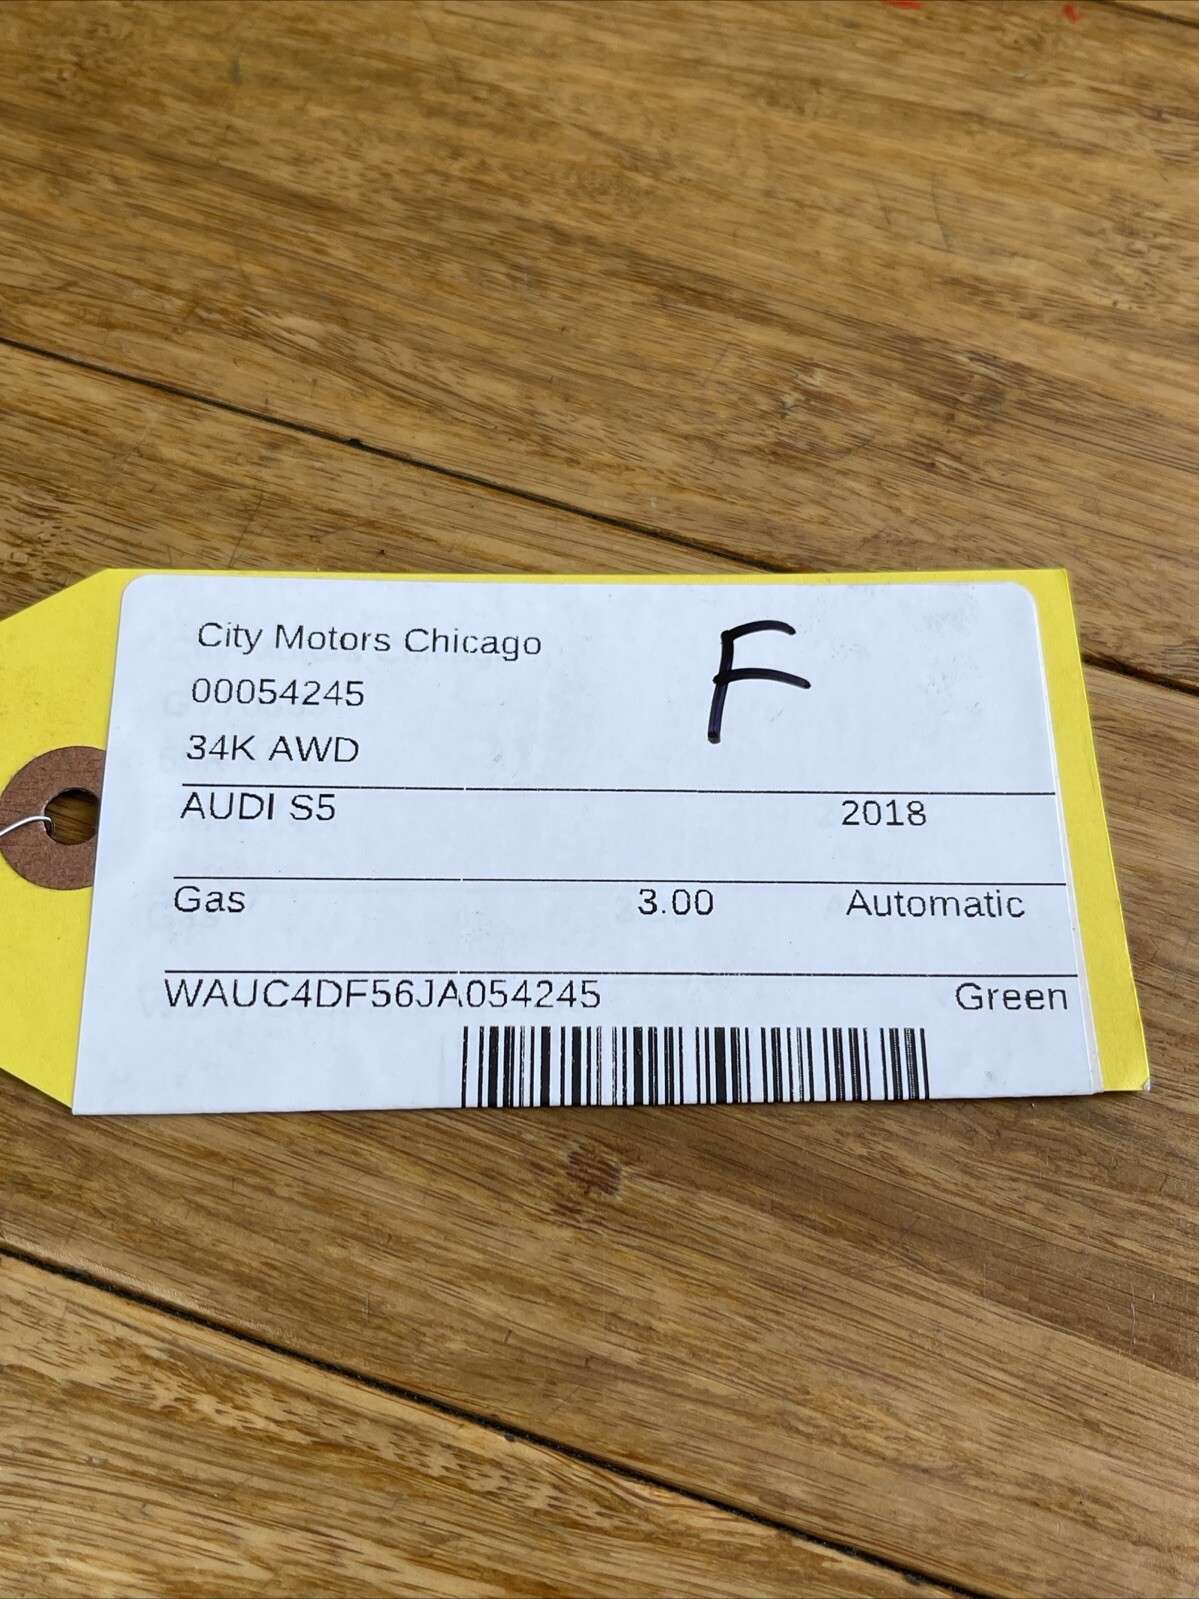 City Motors Chicago
F
00054245
34K AWD
AUDI S5 2018
Gas 3.00 Automatic
WAUC4DF56JA054245 Green